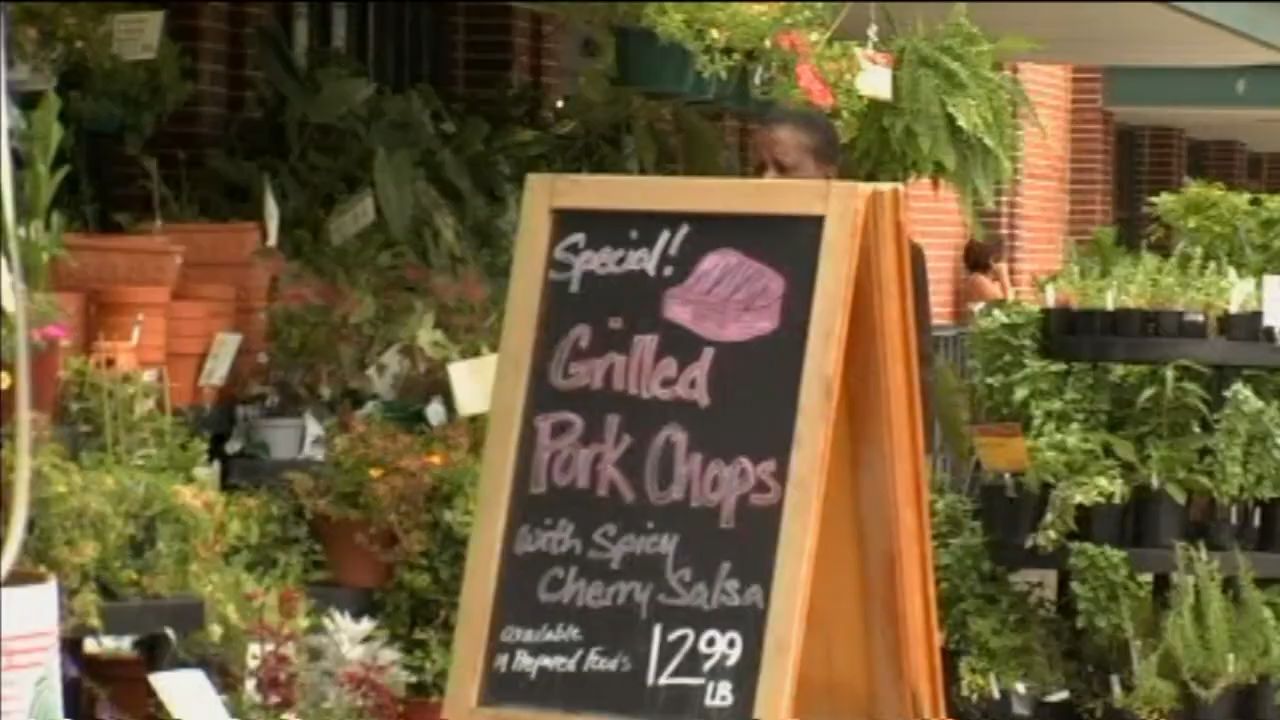 Special!
Grilled
Pork Chops
with Spicy
Cherry Salsa
available
in Prepared Foods
12 99
LB